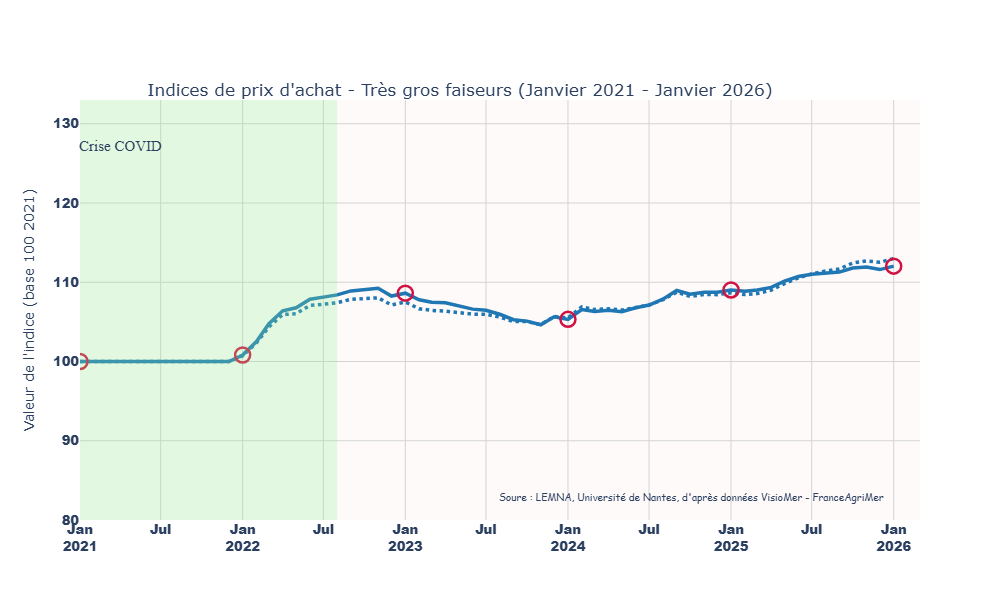 Indices de prix d'achat - Très gros faiseurs (Janvier 2021 - Janvier 2026)
Valeur de l'indice (base 100 2021)
130
Crise COVID
120
110
100
90
Soure : LEMNA, Université de Nantes, d'après données VisioMer - FranceAgriMer
80
Jan Jul Jan Jul Jan Jul Jan Jul Jan Jul Jan
2021 2022 2023 2024 2025 2026